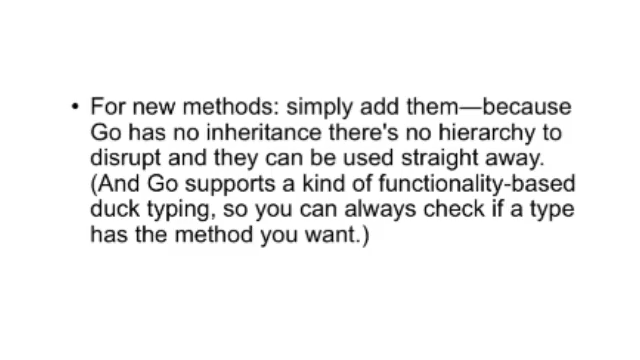 • For new methods: simply add them—because
Go has no inheritance there's no hierarchy to
disrupt and they can be used straight away.
(And Go supports a kind of functionality-based
duck typing, so you can always check if a type
has the method you want.)